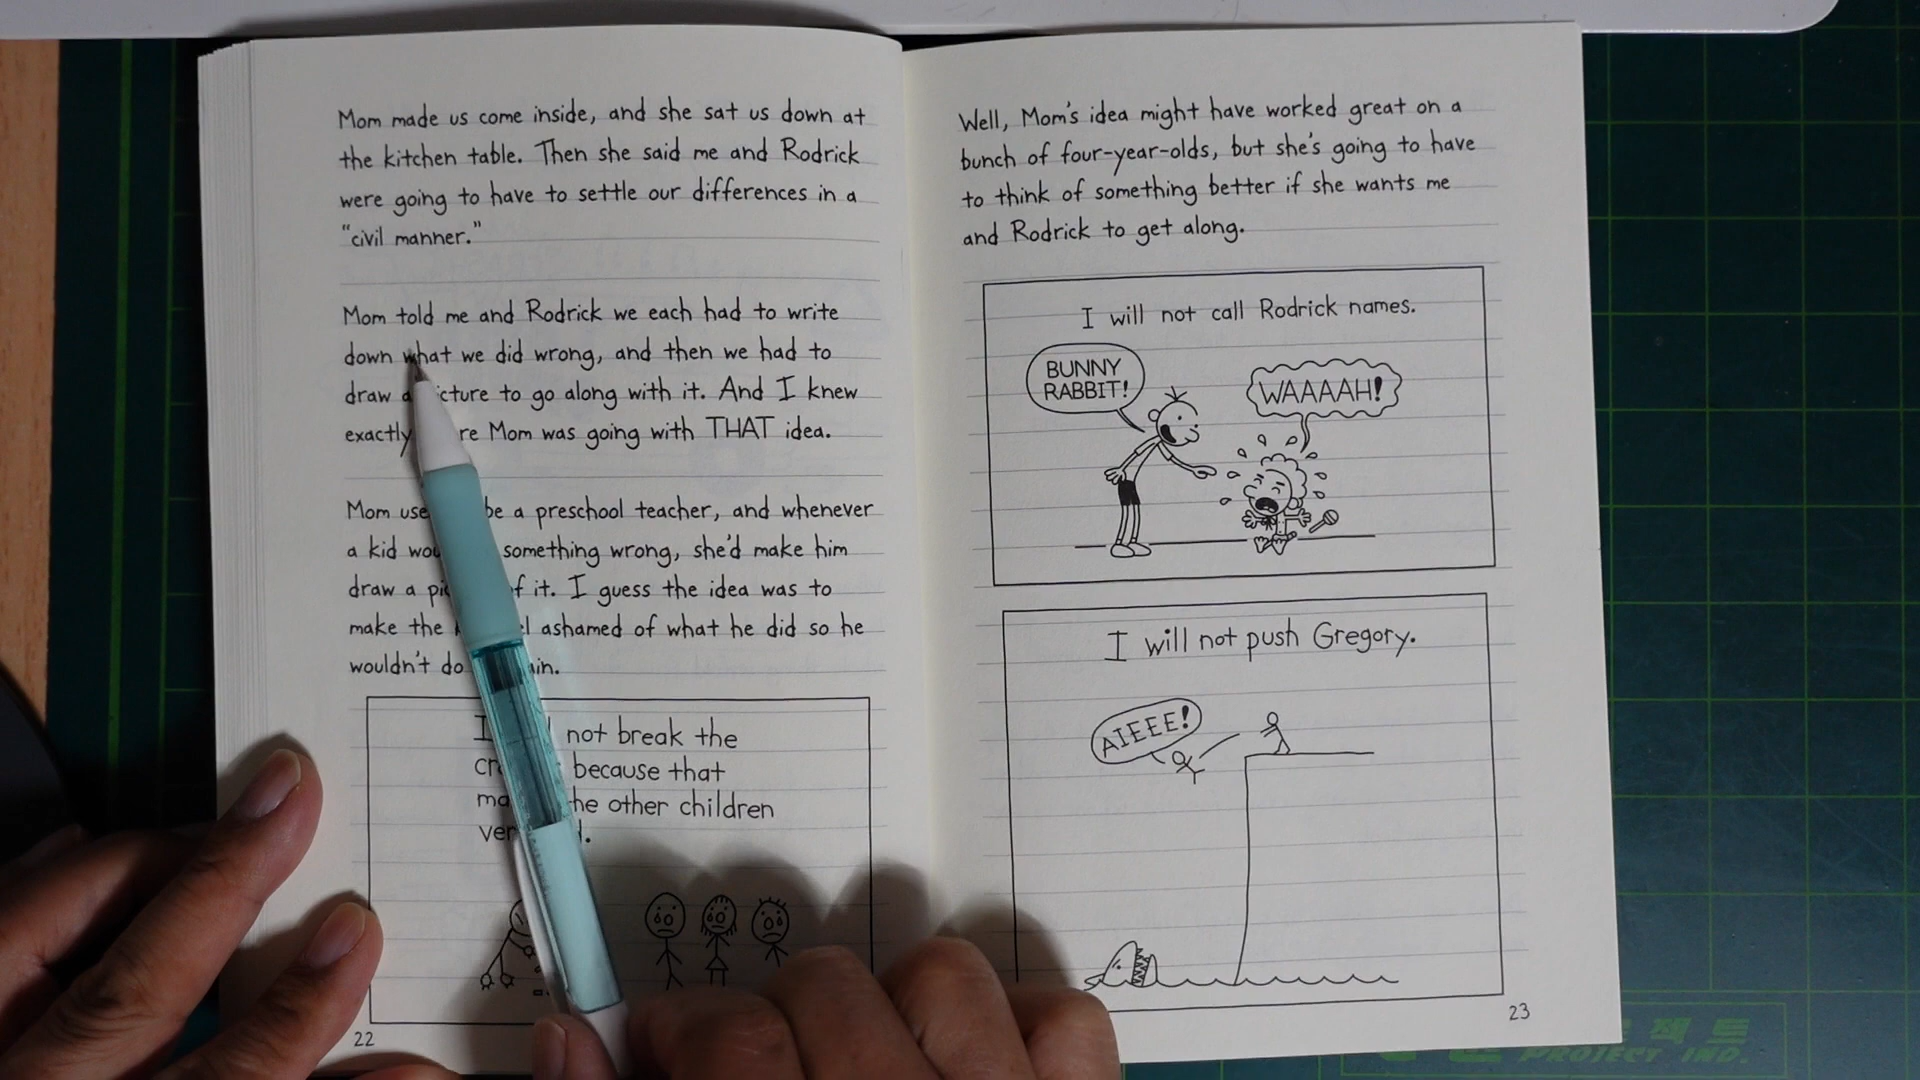 Mom made us come inside, and she sat us down at
the kitchen table. Then she said me and Rodrick
were going to have to settle our differences in a
"civil manner."
Mom told me and Rodrick we each had to write
down what we did wrong, and then we had to
draw a picture to go along with it. And I knew
exactly Mom was going with THAT idea.
Mom be a preschool teacher, and whenever
a kid something wrong, she'd make him
draw a of it. I guess the idea was to
make the ashamed of what he did so he
wouldn't do
I not break the
because that
the other children
22
Well, Mom's idea might have worked great on a
bunch of four-year-olds, but she's going to have
to think of something better if she wants me
and Rodrick to get along.
I will not call Rodrick names.
BUNNY
RABBIT!
WAAAAH!
I will not push Gregory.
AIEEE!
23
젝트
PROJECT IND.